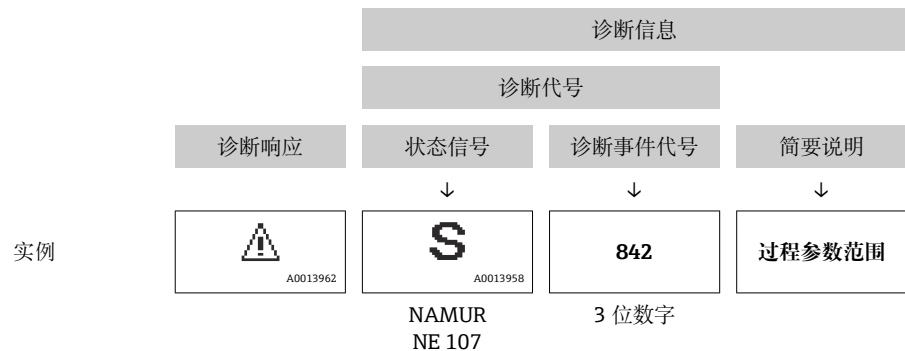 诊断信息
诊断代号
诊断响应 状态信号 诊断事件代号 简要说明
↓ ↓ ↓
实例 S 842 过程参数范围
A0013962 A0013958
NAMUR 3 位数字
NE 107